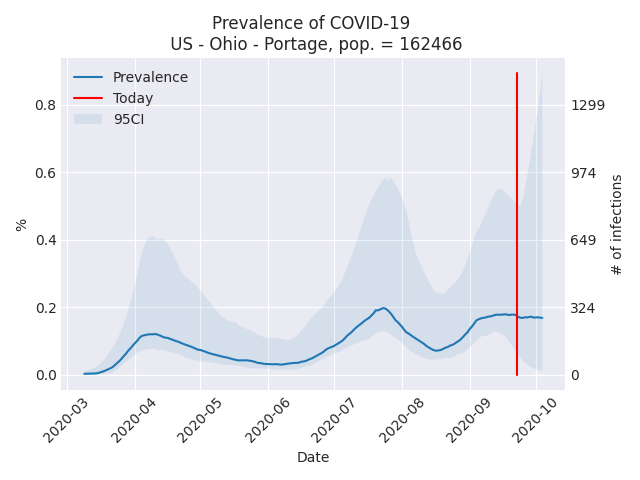 Prevalence of COVID-19
US - Ohio - Portage, pop. = 162466
Prevalence
Today
95CI
0.8
0.6
0.4
0.2
0.0
%
1299
974
649
324
0
# of infections
2020-03
2020-04
2020-05
2020-06
2020-07
2020-08
2020-09
2020-10
Date